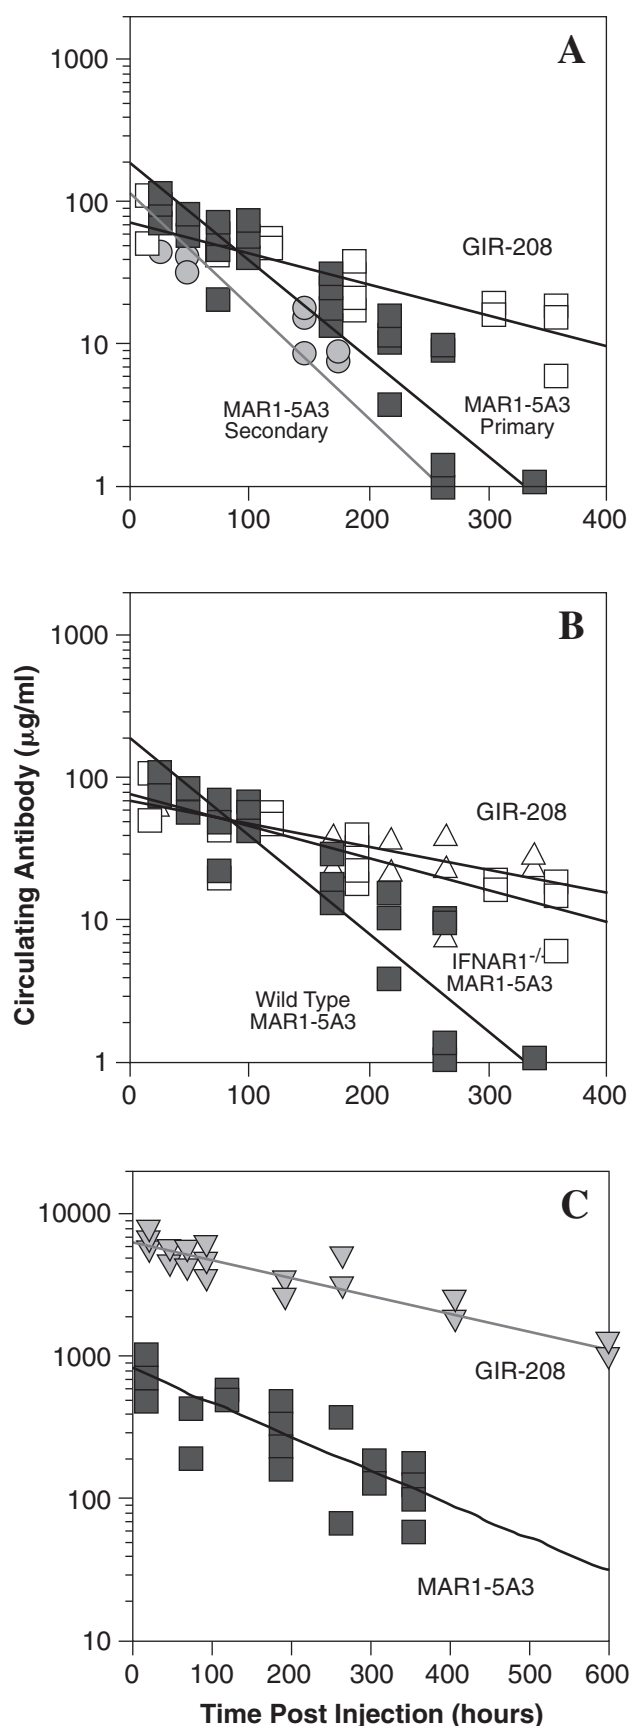 A
1000
100
10
1
GIR-208
MAR1-5A3
Secondary
MAR1-5A3
Primary
0 100 200 300 400
B
1000
100
10
1
GIR-208
IFNAR1-/-
MAR1-5A3
Wild Type
MAR1-5A3
0 100 200 300 400
Circulating Antibody (μg/ml)
C
10000
1000
100
10
GIR-208
MAR1-5A3
0 100 200 300 400 500 600
Time Post Injection (hours)